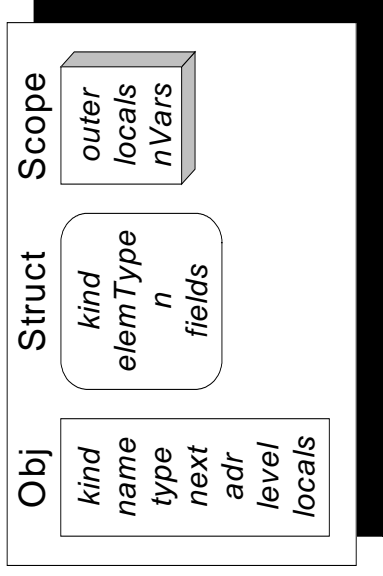 Obj
kind
name
type
next
adr
level
locals
Struct
kind
elemType
n
fields
Scope
outer
locals
nVars